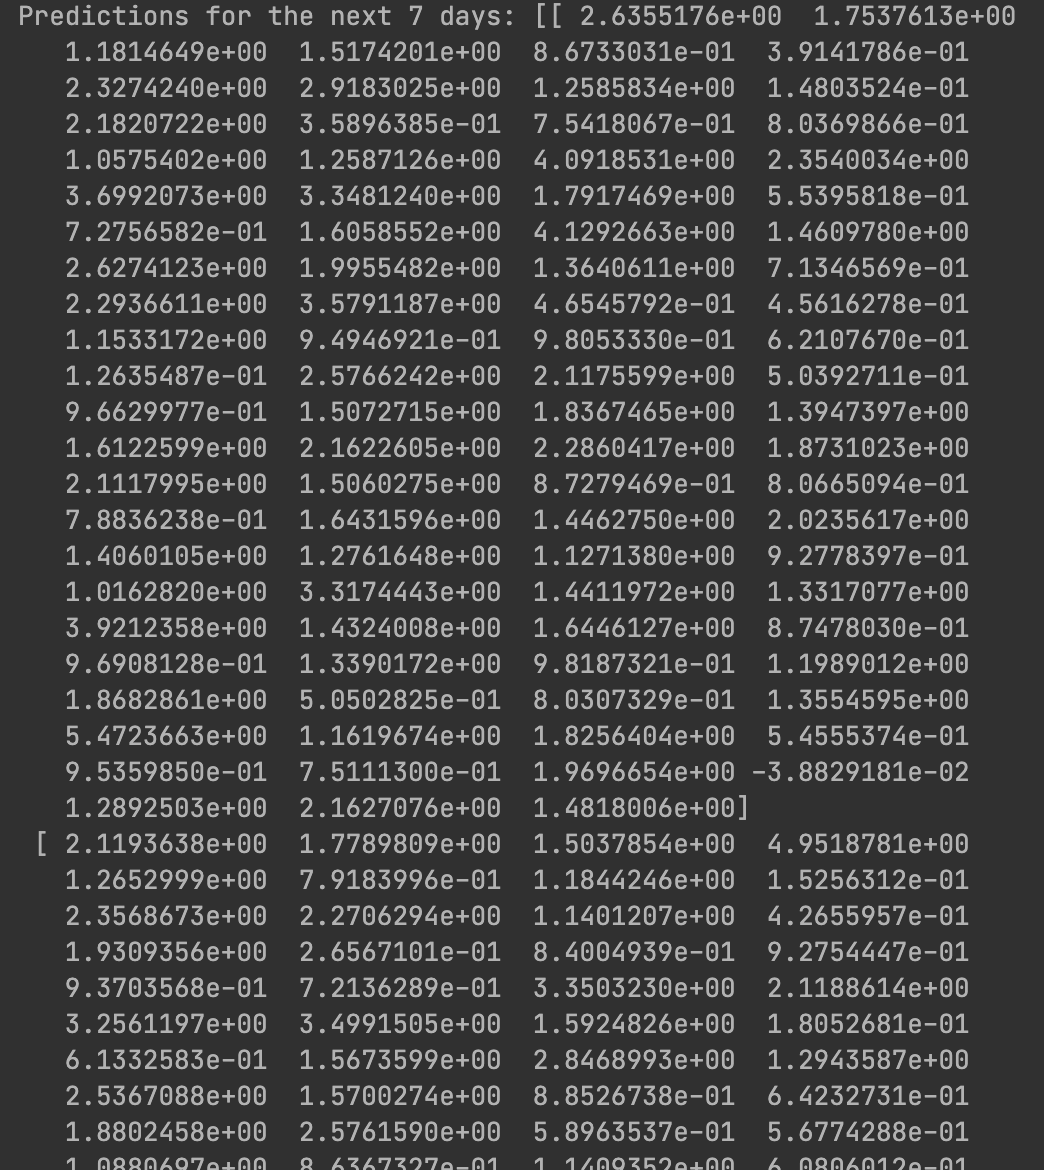 Predictions for the next 7 days: [[ 2.6355176e+00  1.7537613e+00
1.1814649e+00  1.5174201e+00  8.6733031e-01  3.9141786e-01
2.3274240e+00  2.9183025e+00  1.2585834e+00  1.4803524e-01
2.1820722e+00  3.5896385e-01  7.5418067e-01  8.0369866e-01
1.0575402e+00  1.2587126e+00  4.0918531e+00  2.3540034e+00
3.6992073e+00  3.3481240e+00  1.7917469e+00  5.5395818e-01
7.2756582e-01  1.6058552e+00  4.1292663e+00  1.4609780e+00
2.6274123e+00  1.9955482e+00  1.3640611e+00  7.1346569e-01
2.2936611e+00  3.5791187e+00  4.6545792e-01  4.5616278e-01
1.1533172e+00  9.4946921e-01  9.8053330e-01  6.2107670e-01
1.2635487e-01  2.5766242e+00  2.1175599e+00  5.0392711e-01
9.6629977e-01  1.5072715e+00  1.8367465e+00  1.3947397e+00
1.6122599e+00  2.1622605e+00  2.2860417e+00  1.8731023e+00
2.1117995e+00  1.5060275e+00  8.7279469e-01  8.0665094e-01
7.8836238e-01  1.6431596e+00  1.4462750e+00  2.0235617e+00
1.4060105e+00  1.2761648e+00  1.1271380e+00  9.2778397e-01
1.0162820e+00  3.3174443e+00  1.4411972e+00  1.3317077e+00
3.9212358e+00  1.4324008e+00  1.6446127e+00  8.7478030e-01
9.6908128e-01  1.3390172e+00  9.8187321e-01  1.1989012e+00
1.8682861e+00  5.0502825e-01  8.0307329e-01  1.3554595e+00
5.4723663e+00  1.1619674e+00  1.8256404e+00  5.4555374e-01
9.5359850e-01  7.5111300e-01  1.9696654e+00 -3.8829181e-02
1.2892503e+00  2.1627076e+00  1.4818006e+00]
[ 2.1193638e+00  1.7789809e+00  1.5037854e+00  4.9518781e+00
1.2652999e+00  7.9183996e-01  1.1844246e+00  1.5256312e-01
2.3568673e+00  2.2706294e+00  1.1401207e+00  4.2655957e-01
1.9309356e+00  2.6567101e-01  8.4004939e-01  9.2754447e-01
9.3703568e-01  7.2136289e-01  3.3503230e+00  2.1188614e+00
3.2561197e+00  3.4991505e+00  1.5924826e+00  1.8052681e-01
6.1332583e-01  1.5673599e+00  2.8468993e+00  1.2943587e+00
2.5367088e+00  1.5700274e+00  8.8526738e-01  6.4232731e-01
1.8802458e+00  2.5761590e+00  5.8963537e-01  5.6774288e-01
1.0880697e+00  8.6367327e-01  1.1409352e+00  6.0806012e-01